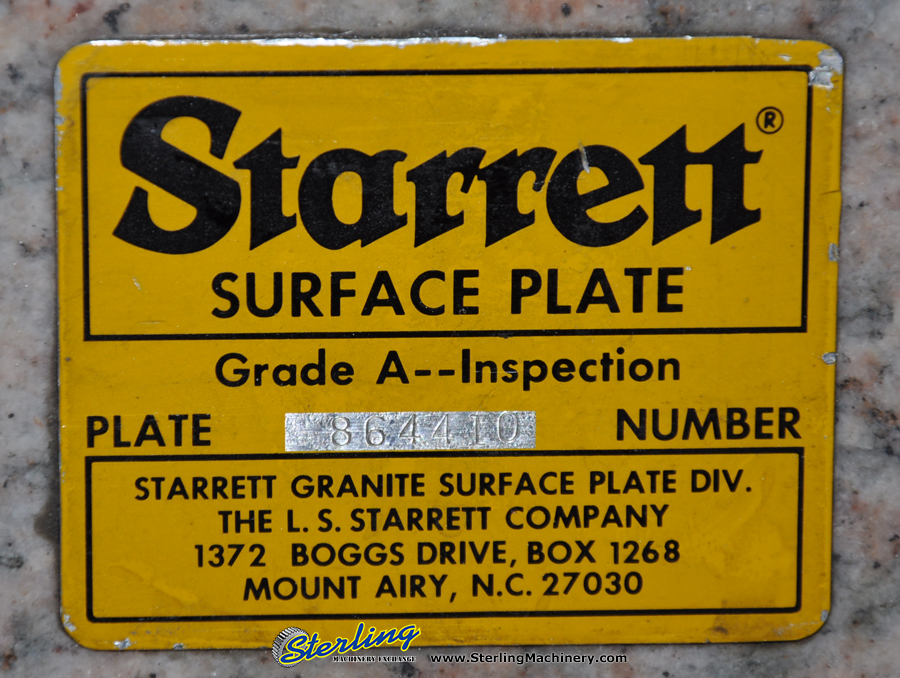 Starrett®
SURFACE PLATE
Grade A--Inspection
PLATE 864410 NUMBER
STARRETT GRANITE SURFACE PLATE DIV.
THE L. S. STARRETT COMPANY
1372 BOGGS DRIVE, BOX 1268
MOUNT AIRY, N.C. 27030
Sterling
MACHINERY EXCHANGE
www.SterlingMachinery.com